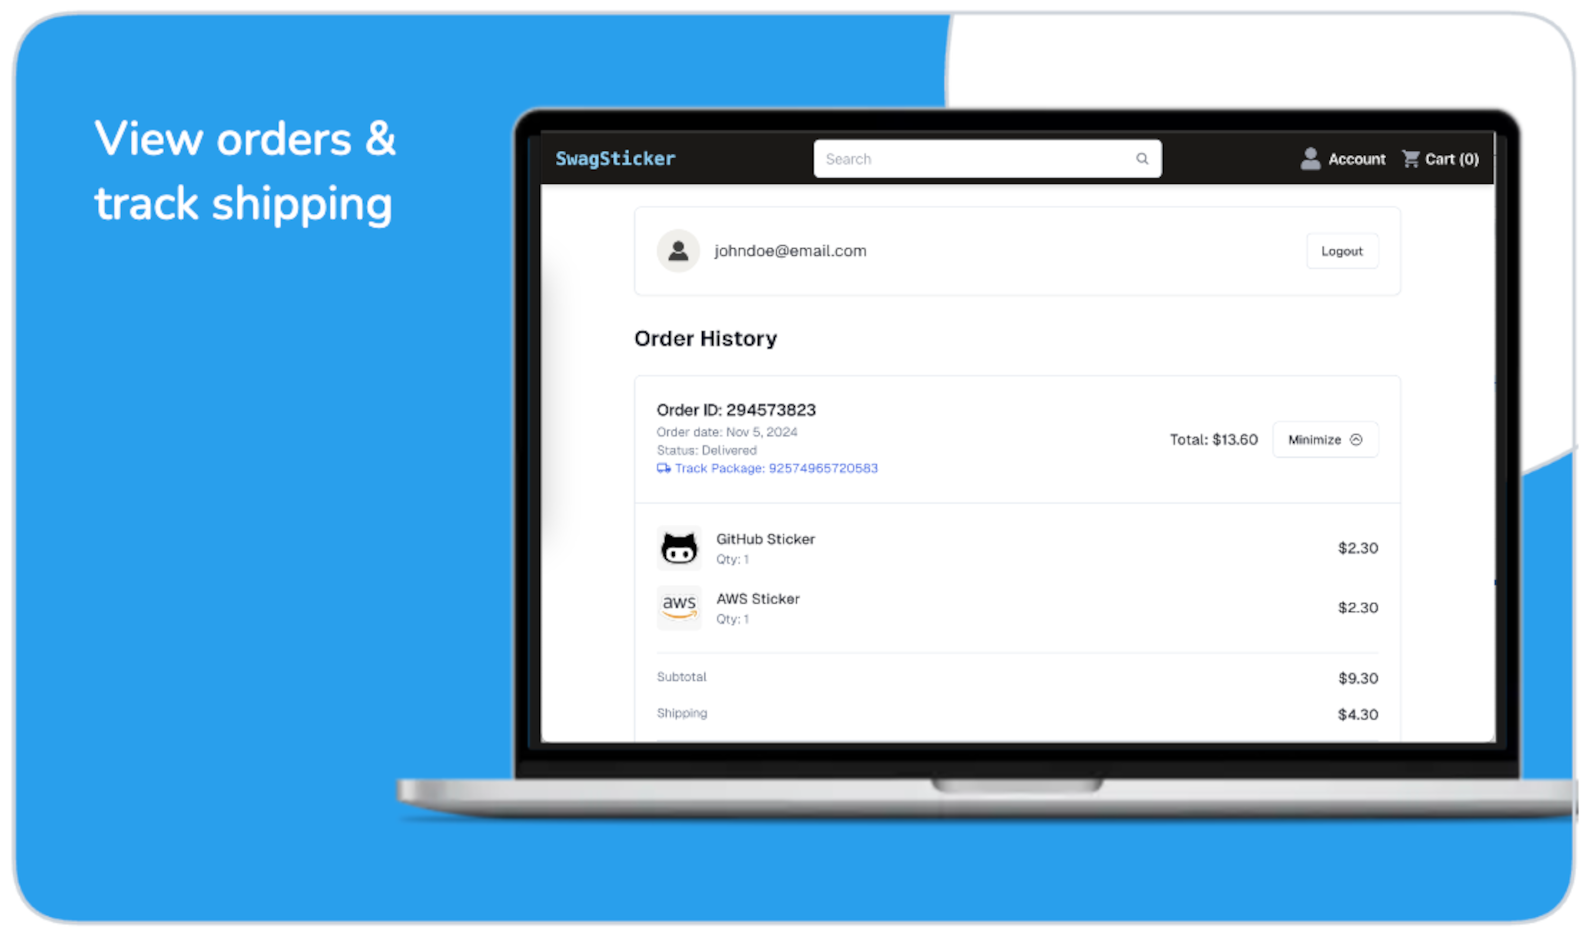 View orders &
track shipping
SwagSticker
Search
Account
Cart (0)
johndoe@email.com
Logout
Order History
Order ID: 294573823
Order date: Nov 5, 2024
Status: Delivered
Track Package: 92574965720583
Total: $13.60
Minimize
GitHub Sticker
Qty: 1
$2.30
aws
AWS Sticker
Qty: 1
$2.30
Subtotal
$9.30
Shipping
$4.30